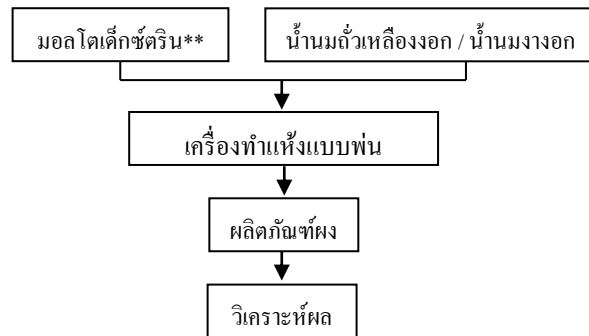 มอลโตเด็กซ์ตริน**
น้ำนมถั่วเหลืองงอก / น้ำนมงางอก
เครื่องทำแห้งแบบพ่น
ผลิตภัณฑ์ผง
วิเคราะห์ผล